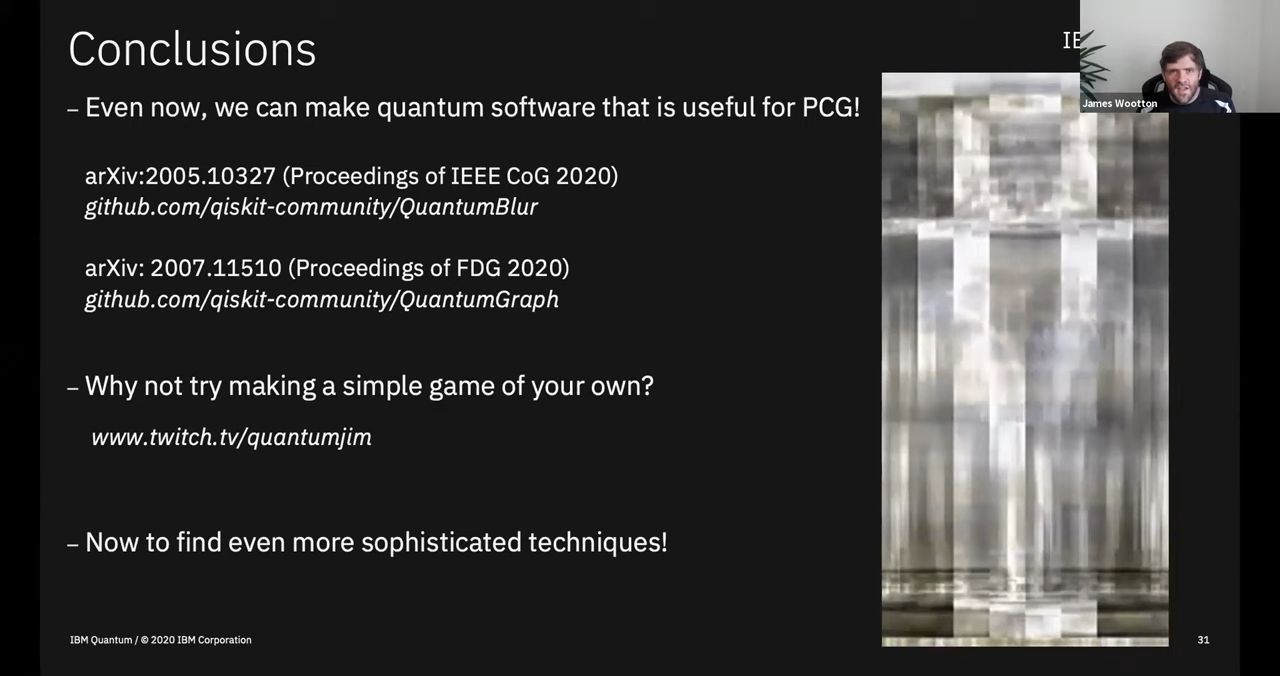 Conclusions
IB
– Even now, we can make quantum software that is useful for PCG!
arXiv:2005.10327 (Proceedings of IEEE CoG 2020)
github.com/qiskit-community/QuantumBlur
arXiv: 2007.11510 (Proceedings of FDG 2020)
github.com/qiskit-community/QuantumGraph
– Why not try making a simple game of your own?
www.twitch.tv/quantumjim
– Now to find even more sophisticated techniques!
IBM Quantum / © 2020 IBM Corporation
31
James Wootton